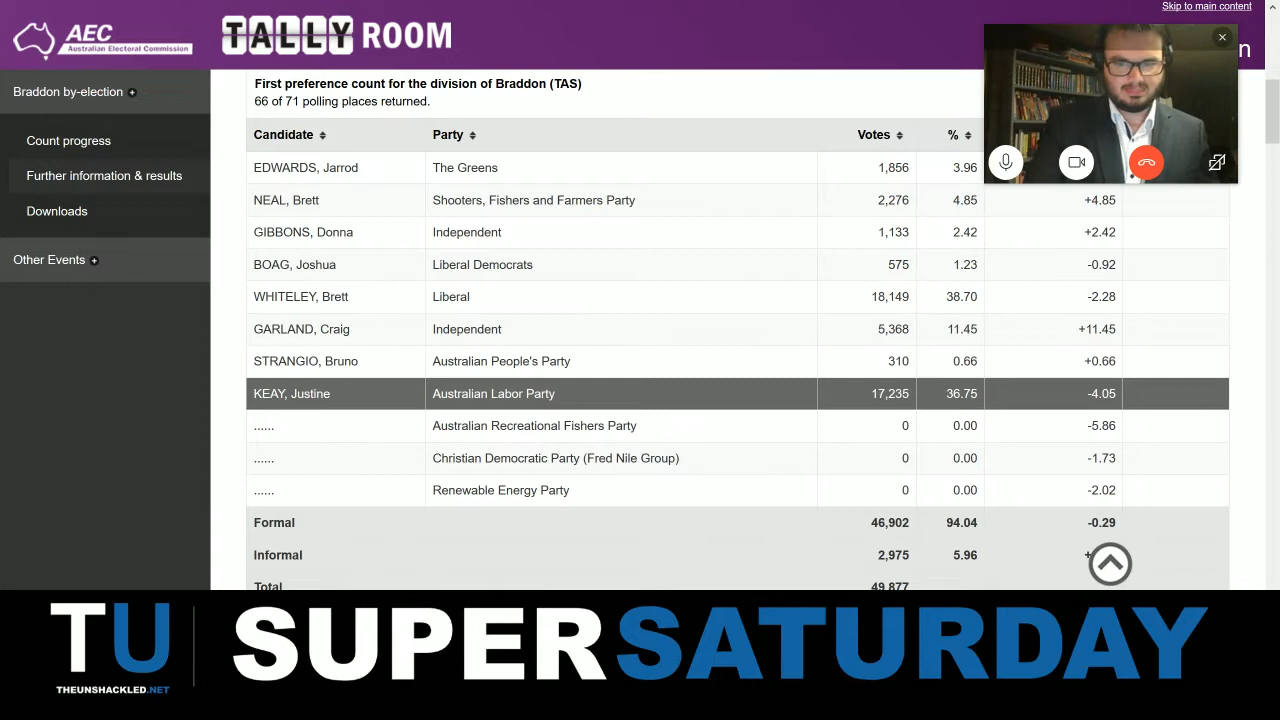 Skip to main content
AEC
Australian Electoral Commission
TALLY ROOM
n
Braddon by-election
Count progress
Further information & results
Downloads
Other Events
First preference count for the division of Braddon (TAS)
66 of 71 polling places returned.
Candidate Party Votes %
EDWARDS, Jarrod The Greens 1,856 3.96
NEAL, Brett Shooters, Fishers and Farmers Party 2,276 4.85 +4.85
GIBBONS, Donna Independent 1,133 2.42 +2.42
BOAG, Joshua Liberal Democrats 575 1.23 -0.92
WHITELEY, Brett Liberal 18,149 38.70 -2.28
GARLAND, Craig Independent 5,368 11.45 +11.45
STRANGIO, Bruno Australian People's Party 310 0.66 +0.66
KEAY, Justine Australian Labor Party 17,235 36.75 -4.05
...... Australian Recreational Fishers Party 0 0.00 -5.86
...... Christian Democratic Party (Fred Nile Group) 0 0.00 -1.73
...... Renewable Energy Party 0 0.00 -2.02
Formal 46,902 94.04 -0.29
Informal 2,975 5.96 +
Total 49,877
TU
THEUNSHACKLED.NET
SUPERSATURDAY